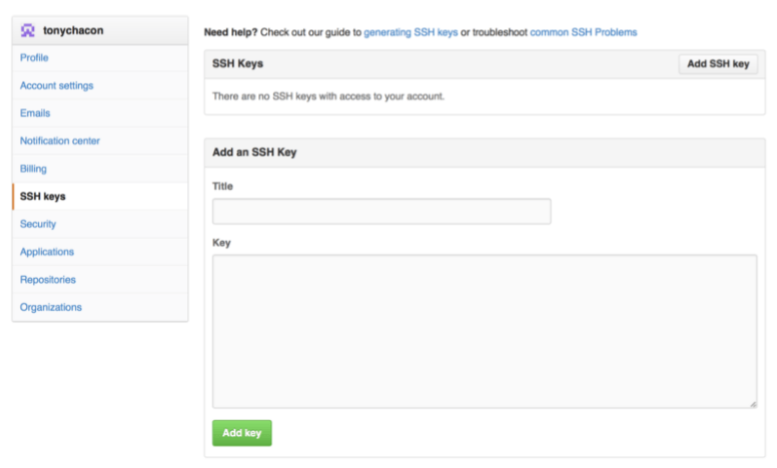 tonychacon
Profile
Account settings
Emails
Notification center
Billing
SSH keys
Security
Applications
Repositories
Organizations
Need help? Check out our guide to generating SSH keys or troubleshoot common SSH Problems
SSH Keys
Add SSH key
There are no SSH keys with access to your account.
Add an SSH Key
Title
Key
Add key